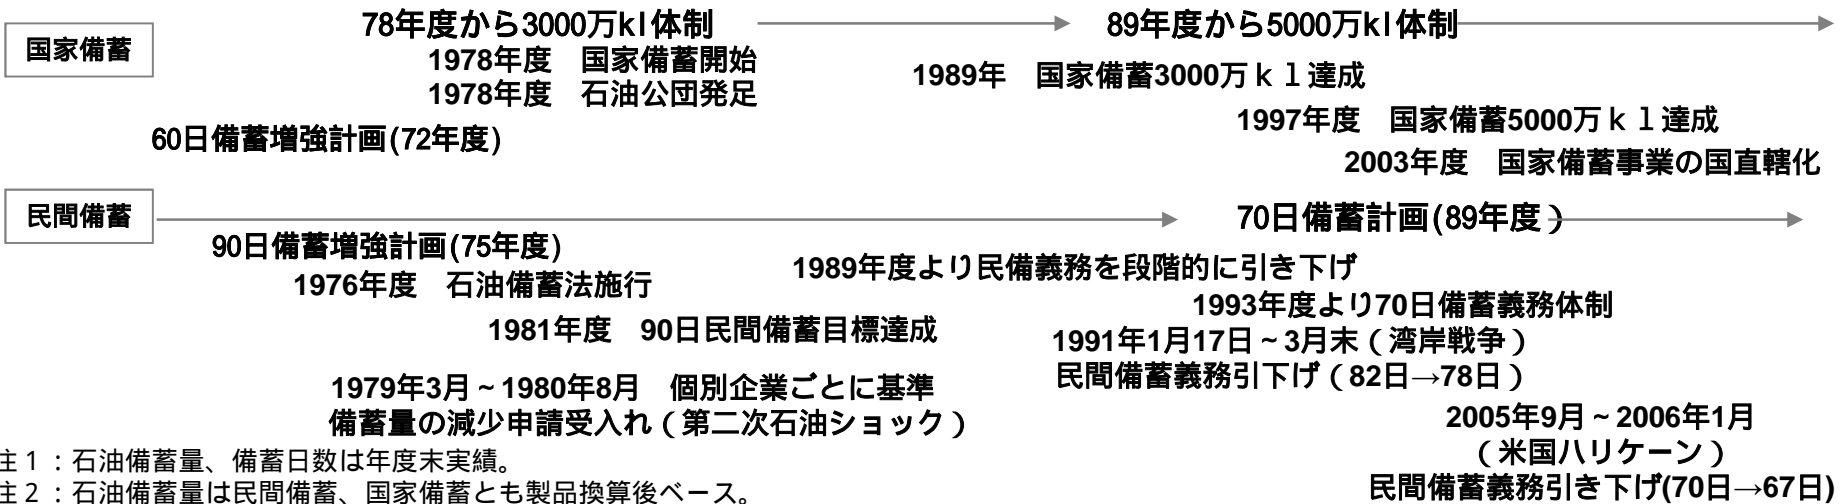 国家備蓄
78年度から3000万kl体制
89年度から5000万kl体制
1978年度　国家備蓄開始
1978年度　石油公団発足
1989年　国家備蓄3000万ｋｌ達成
1997年度　国家備蓄5000万ｋｌ達成
2003年度　国家備蓄事業の国直轄化
60日備蓄増強計画(72年度)
民間備蓄
70日備蓄計画(89年度)
90日備蓄増強計画(75年度)
1976年度　石油備蓄法施行
1989年度より民備義務を段階的に引き下げ
1993年度より70日備蓄義務体制
1981年度　90日民間備蓄目標達成
1991年1月17日～3月末（湾岸戦争）
民間備蓄義務引下げ（82日→78日）
1979年3月～1980年8月　個別企業ごとに基準
備蓄量の減少申請受入れ（第二次石油ショック）
2005年9月～2006年1月
（米国ハリケーン）
民間備蓄義務引き下げ(70日→67日)
注１：石油備蓄量、備蓄日数は年度末実績。
注２：石油備蓄量は民間備蓄、国家備蓄とも製品換算後ベース。